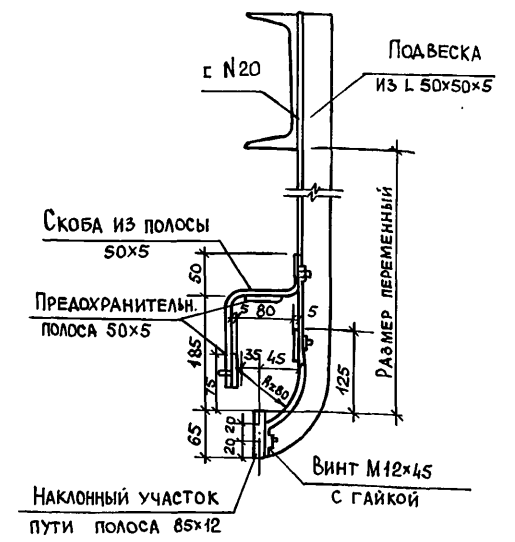 [ N20
ПОДВЕСКА
ИЗ L 50×50×5
СКОБА ИЗ ПОЛОСЫ
50×5
ПРЕДОХРАНИТЕЛЬН.
ПОЛОСА 50×5
50
5 80 5
185
75
35 45
R=80
125
РАЗМЕР ПЕРЕМЕННЫЙ
65
20
20
ВИНТ М12×45
С ГАЙКОЙ
НАКЛОННЫЙ УЧАСТОК
ПУТИ ПОЛОСА 85×12